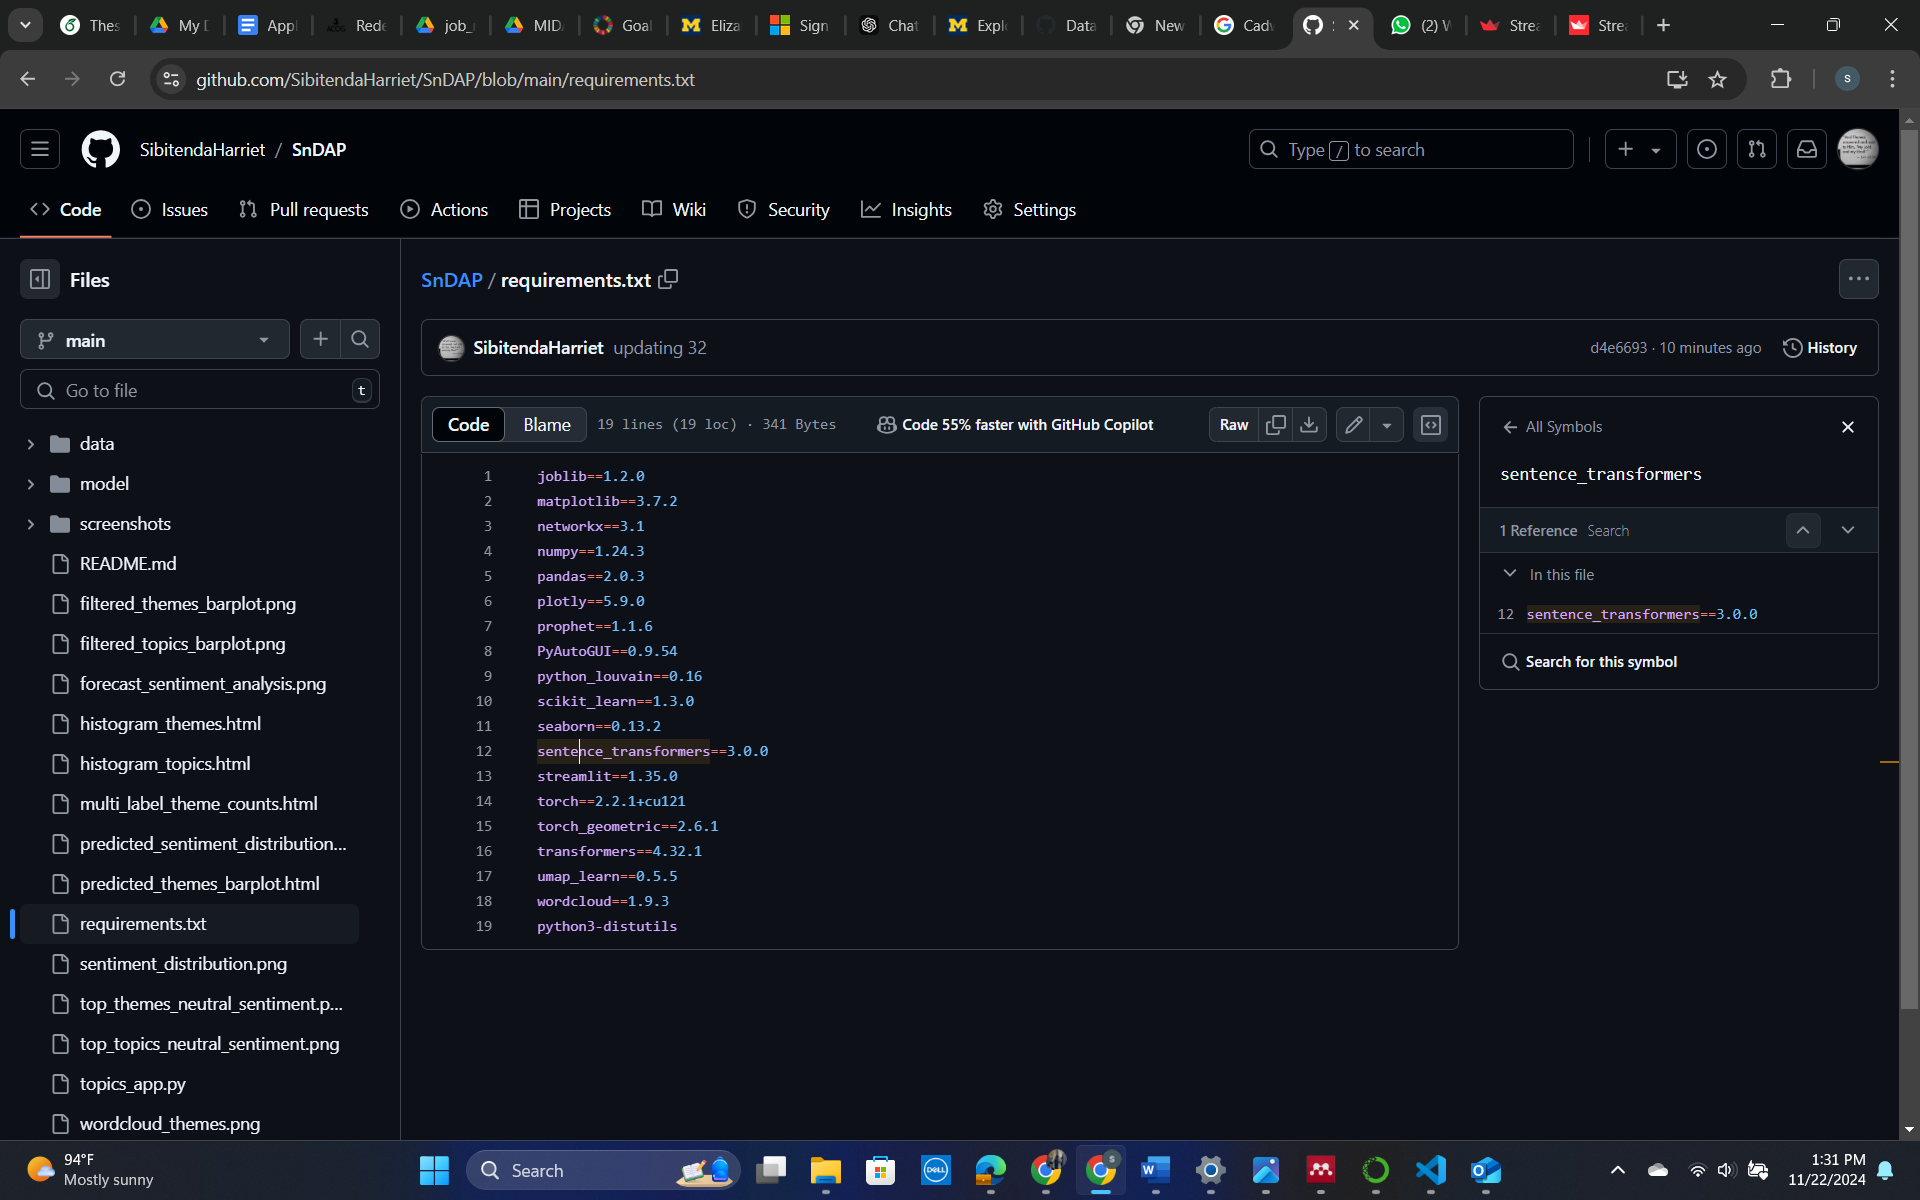 Thes
My D
Appl
Rede
job_
MIDA
Goal
Eliza
Sign
Chat
Expl
Data
New
Cadv
(2) W
Strea
Strea
github.com/SibitendaHarriet/SnDAP/blob/main/requirements.txt
S
SibitendaHarriet / SnDAP
Type / to search
Code
Issues
Pull requests
Actions
Projects
Wiki
Security
Insights
Settings
Files
main
Go to file
t
data
model
screenshots
README.md
filtered_themes_barplot.png
filtered_topics_barplot.png
forecast_sentiment_analysis.png
histogram_themes.html
histogram_topics.html
multi_label_theme_counts.html
predicted_sentiment_distribution...
predicted_themes_barplot.html
requirements.txt
sentiment_distribution.png
top_themes_neutral_sentiment.p...
top_topics_neutral_sentiment.png
topics_app.py
wordcloud_themes.png
SnDAP / requirements.txt
SibitendaHarriet updating 32
d4e6693 · 10 minutes ago
History
Code
Blame
19 lines (19 loc) · 341 Bytes
Code 55% faster with GitHub Copilot
Raw
1 joblib==1.2.0
2 matplotlib==3.7.2
3 networkx==3.1
4 numpy==1.24.3
5 pandas==2.0.3
6 plotly==5.9.0
7 prophet==1.1.6
8 PyAutoGUI==0.9.54
9 python_louvain==0.16
10 scikit_learn==1.3.0
11 seaborn==0.13.2
12 sentence_transformers==3.0.0
13 streamlit==1.35.0
14 torch==2.2.1+cu121
15 torch_geometric==2.6.1
16 transformers==4.32.1
17 umap_learn==0.5.5
18 wordcloud==1.9.3
19 python3-distutils
All Symbols
sentence_transformers
1 Reference Search
In this file
12 sentence_transformers==3.0.0
Search for this symbol
94°F
Mostly sunny
Search
DELL
1:31 PM
11/22/2024